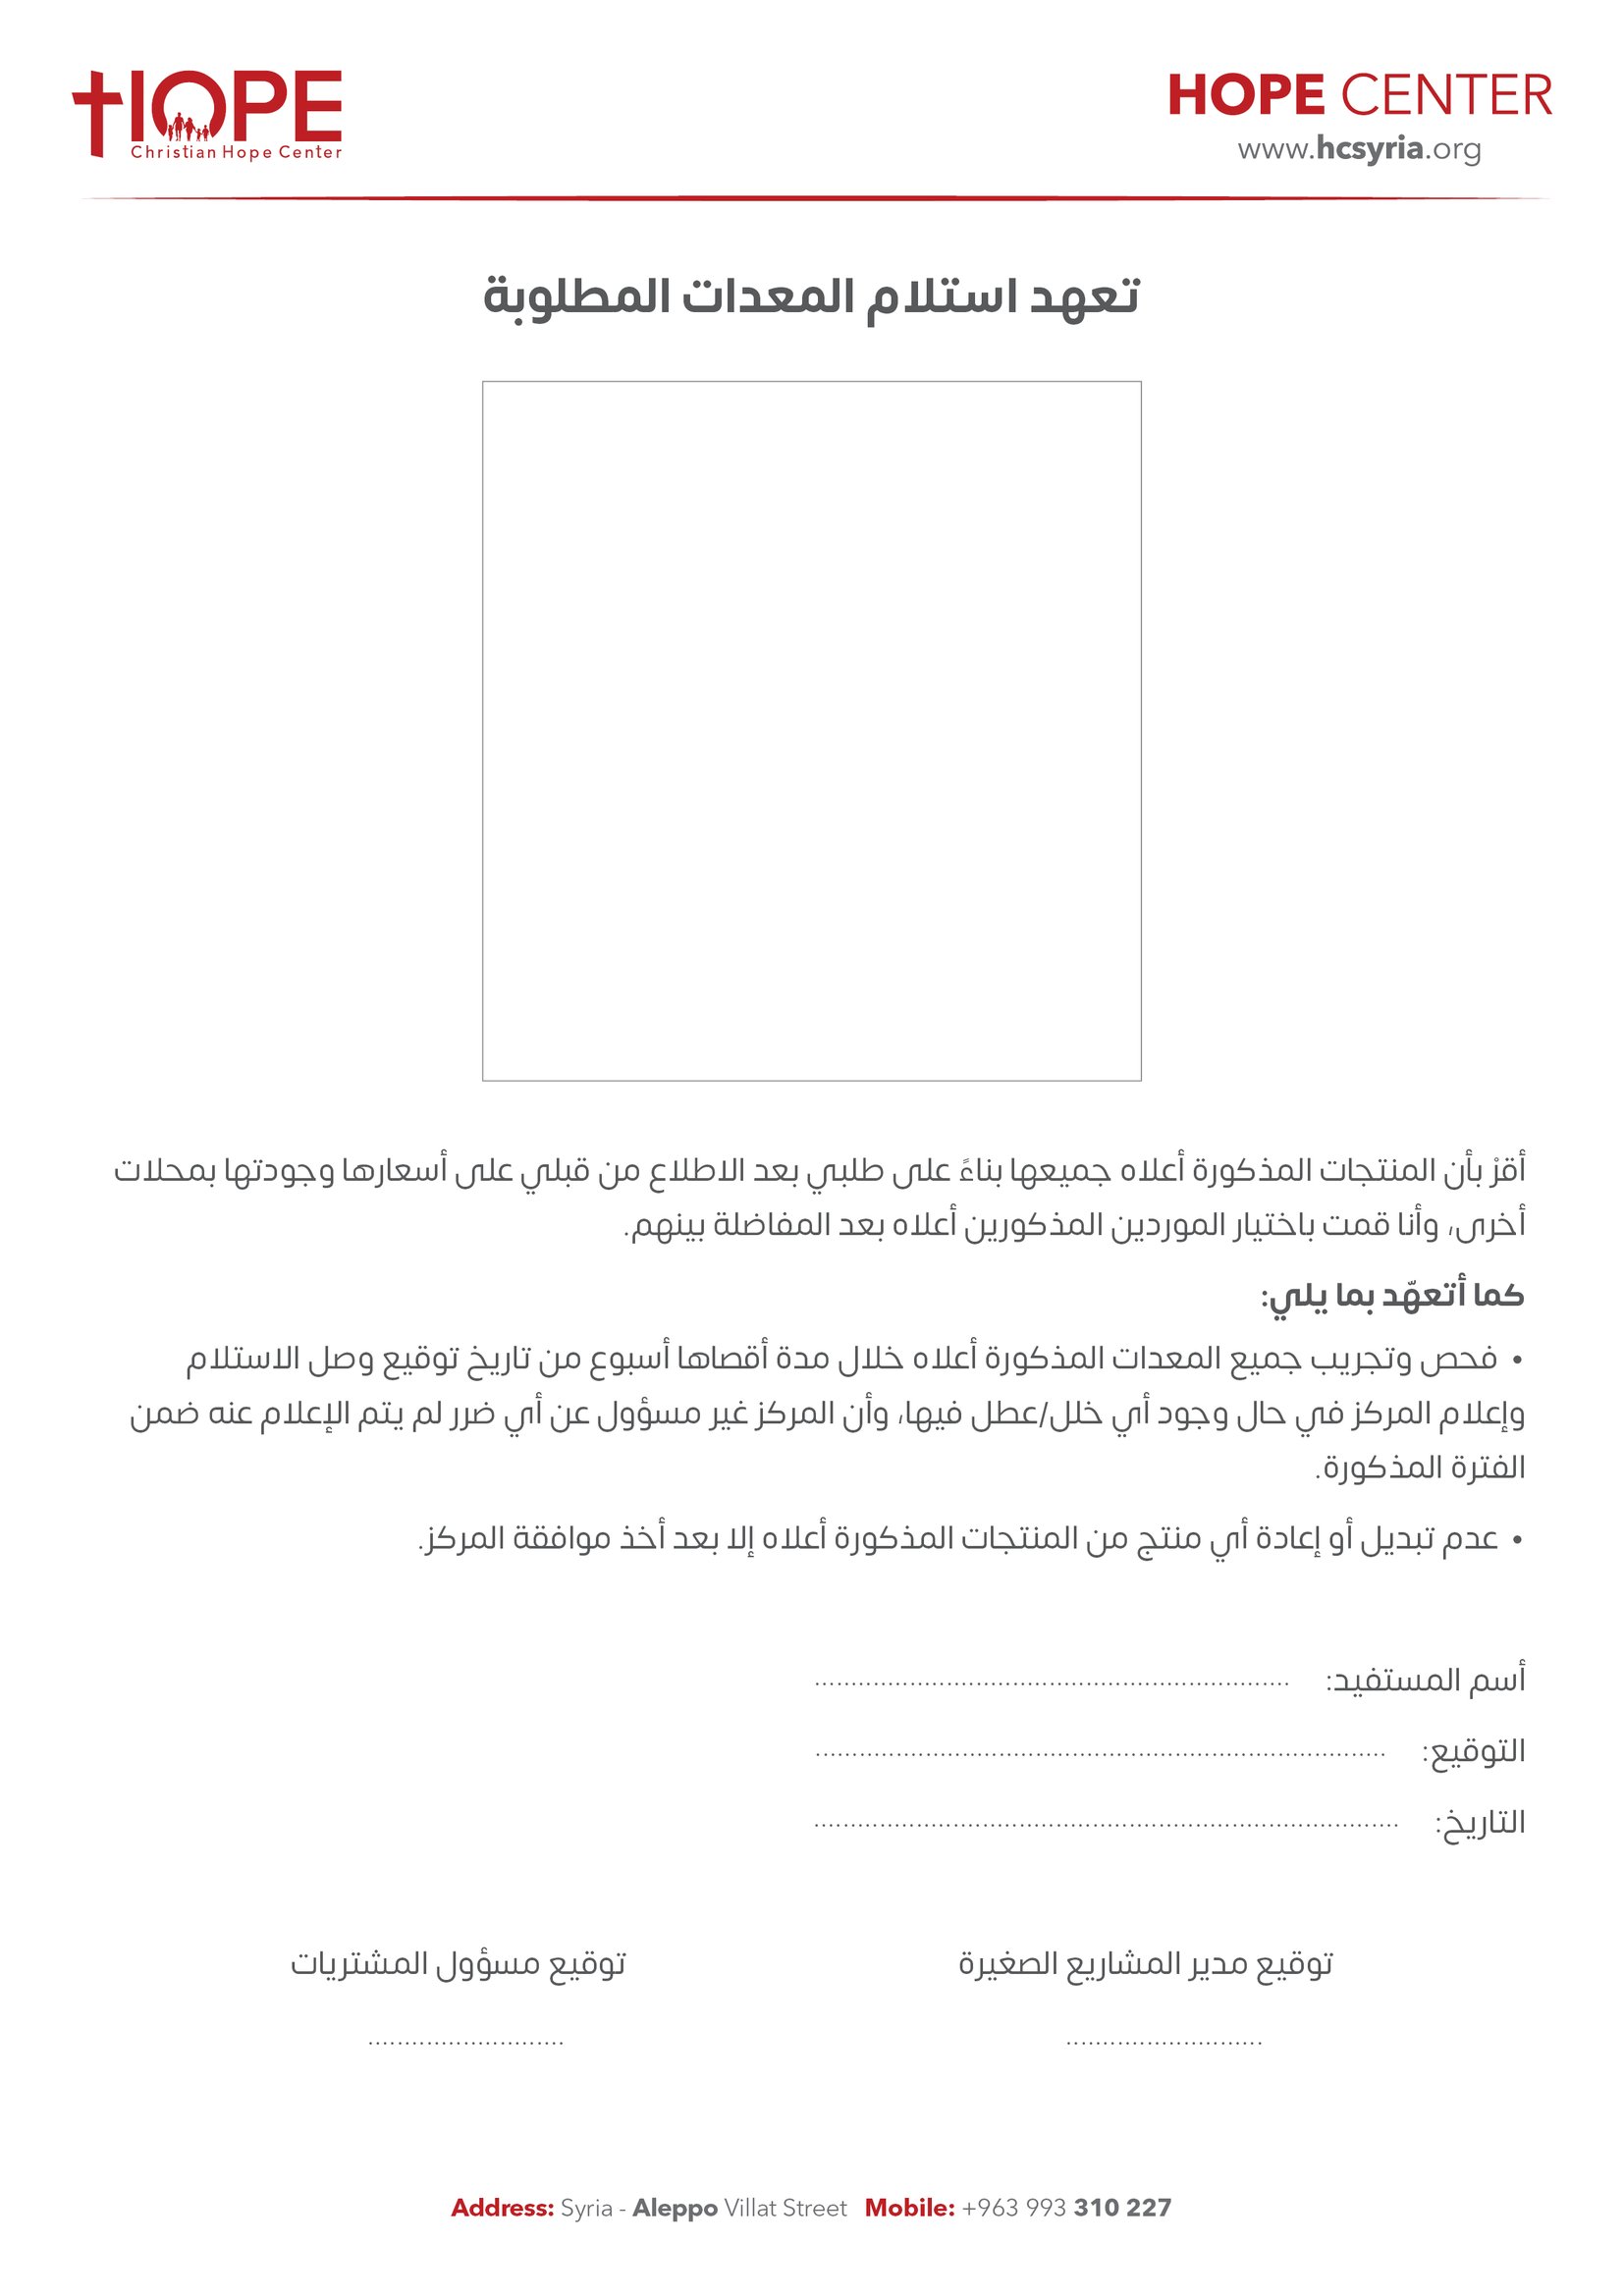 HOPE
Christian Hope Center
HOPE CENTER
www.hcsyria.org
تعهد استلام المعدات المطلوبة
أقرْ بأن المنتجات المذكورة أعلاه جميعها بناءً على طلبي بعد الاطلاع من قبلي على أسعارها وجودتها بمحلات
أخرى، وأنا قمت باختيار الموردين المذكورين أعلاه بعد المفاضلة بينهم.
كما أتعهّد بما يلي:
• فحص وتجريب جميع المعدات المذكورة أعلاه خلال مدة أقصاها أسبوع من تاريخ توقيع وصل الاستلام
وإعلام المركز في حال وجود أي خلل/عطل فيها، وأن المركز غير مسؤول عن أي ضرر لم يتم الإعلام عنه ضمن
الفترة المذكورة.
• عدم تبديل أو إعادة أي منتج من المنتجات المذكورة أعلاه إلا بعد أخذ موافقة المركز.
أسم المستفيد: ..................................................................
التوقيع: ...............................................................................
التاريخ: .................................................................................
توقيع مدير المشاريع الصغيرة
توقيع مسؤول المشتريات
...........................
...........................
Address: Syria - Aleppo Villat Street Mobile: +963 993 310 227